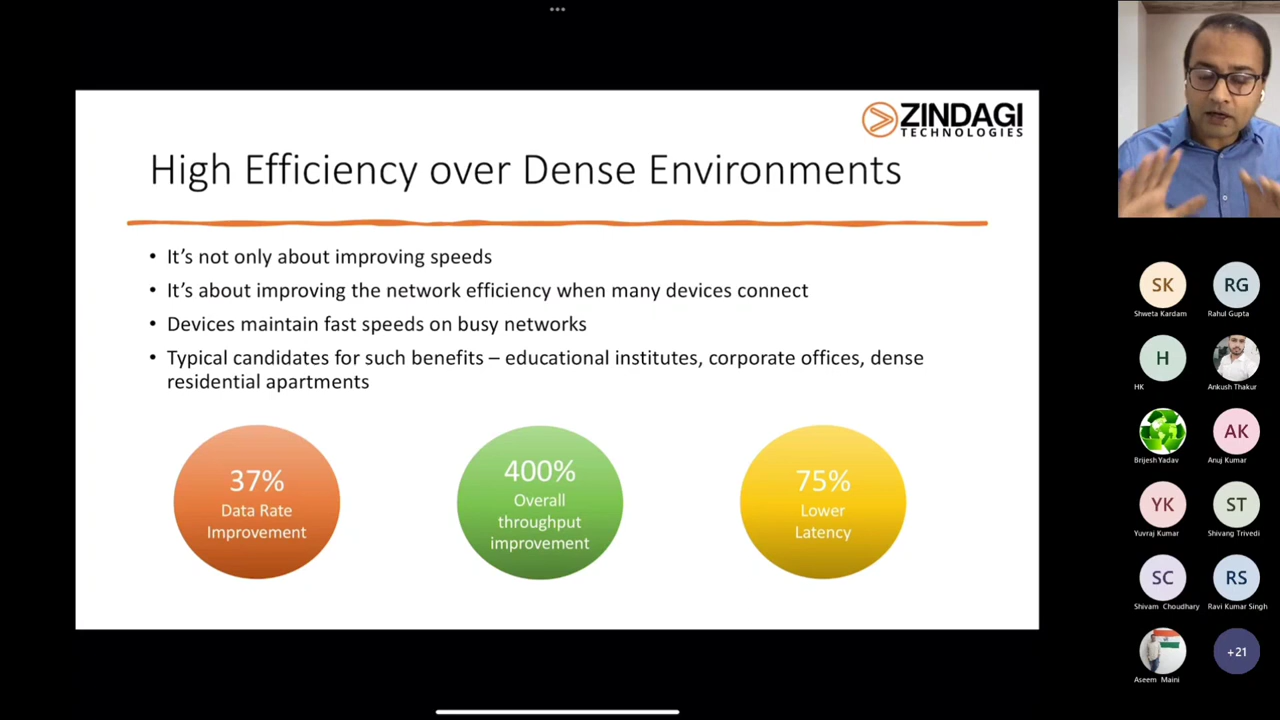 ZINDAGI
TECHNOLOGIES
High Efficiency over Dense Environments
• It’s not only about improving speeds
• It’s about improving the network efficiency when many devices connect
• Devices maintain fast speeds on busy networks
• Typical candidates for such benefits – educational institutes, corporate offices, dense
residential apartments
37%
Data Rate
Improvement
400%
Overall
throughput
improvement
75%
Lower
Latency
SK
Shweta Kardam
RG
Rahul Gupta
H
HK
Ankush Thakur
Brijesh Yadav
AK
Anuj Kumar
YK
Yuvraj Kumar
ST
Shivang Trivedi
SC
Shivam Choudhary
RS
Ravi Kumar Singh
Aseem Maini
+21